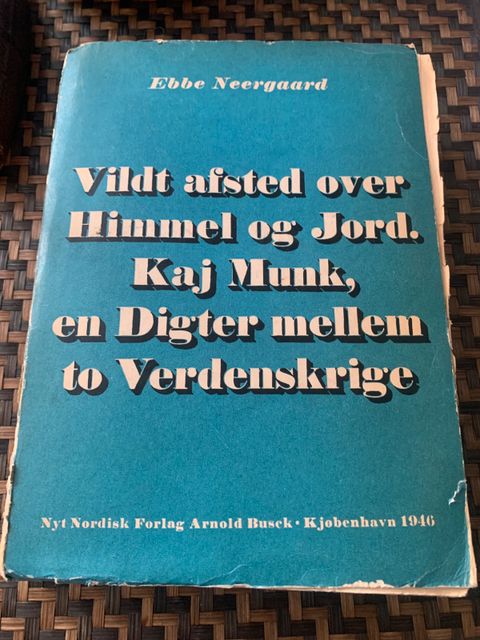 Ebbe Neergaard
Vildt afsted over
Himmel og Jord.
Kaj Munk,
en Digter mellem
to Verdenskrige
Nyt Nordisk Forlag Arnold Busck • Kjøbenhavn 1946